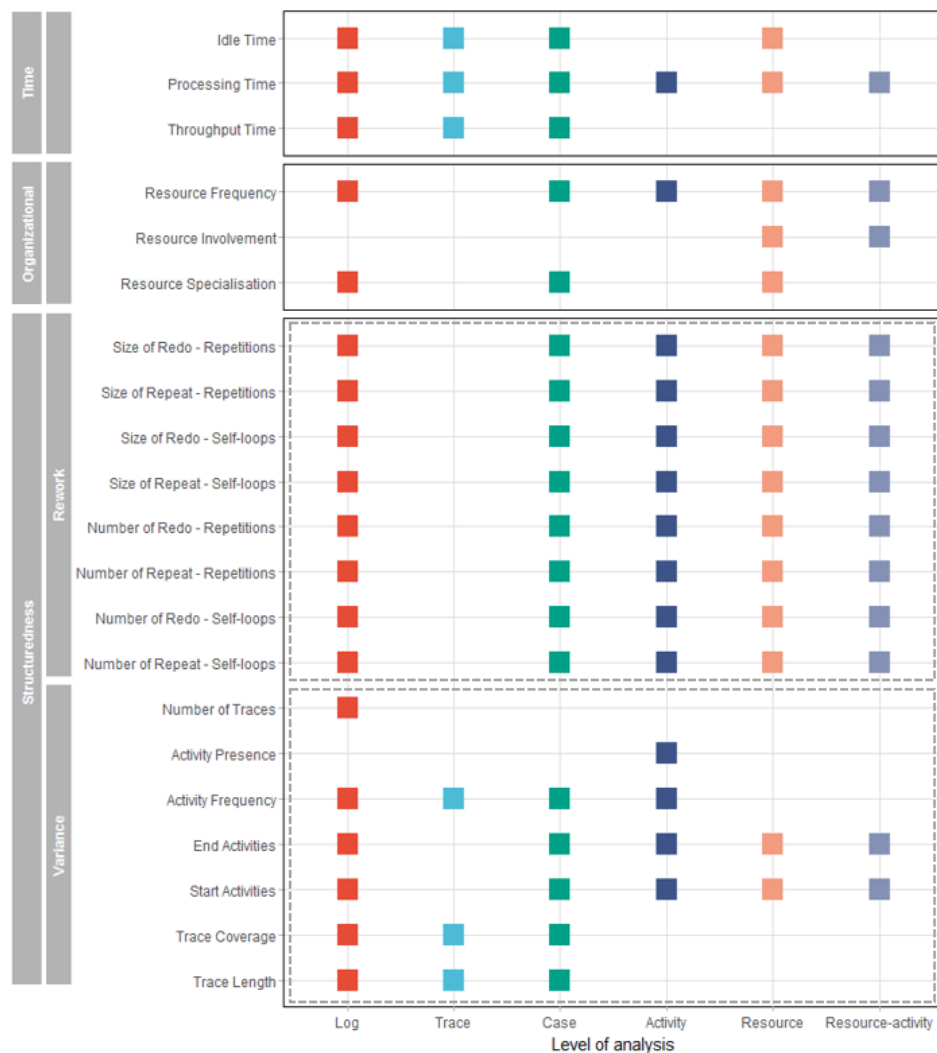 Time
Idle Time
Processing Time
Throughput Time
Organizational
Resource Frequency
Resource Involvement
Resource Specialisation
Structuredness
Rework
Size of Redo - Repetitions
Size of Repeat - Repetitions
Size of Redo - Self-loops
Size of Repeat - Self-loops
Number of Redo - Repetitions
Number of Repeat - Repetitions
Number of Redo - Self-loops
Number of Repeat - Self-loops
Variance
Number of Traces
Activity Presence
Activity Frequency
End Activities
Start Activities
Trace Coverage
Trace Length
Log Trace Case Activity Resource Resource-activity
Level of analysis